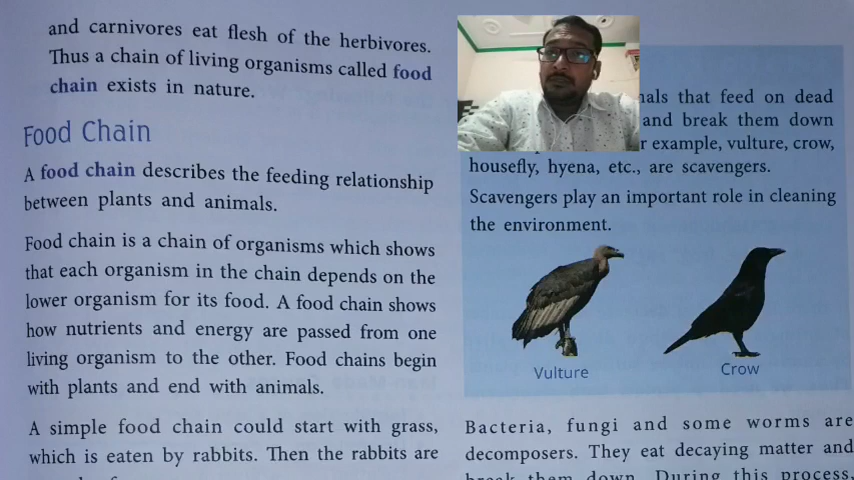 and carnivores eat flesh of the herbivores.
Thus a chain of living organisms called food
chain exists in nature.
Food Chain
A food chain describes the feeding relationship
between plants and animals.
Food chain is a chain of organisms which shows
that each organism in the chain depends on the
lower organism for its food. A food chain shows
how nutrients and energy are passed from one
living organism to the other. Food chains begin
with plants and end with animals.
A simple food chain could start with grass,
which is eaten by rabbits. Then the rabbits are
that feed on dead
and break them down
example, vulture, crow,
housefly, hyena, etc., are scavengers.
Scavengers play an important role in cleaning
the environment.
Vulture
Crow
Bacteria, fungi and some worms are
decomposers. They eat decaying matter and
break them down. During this process,